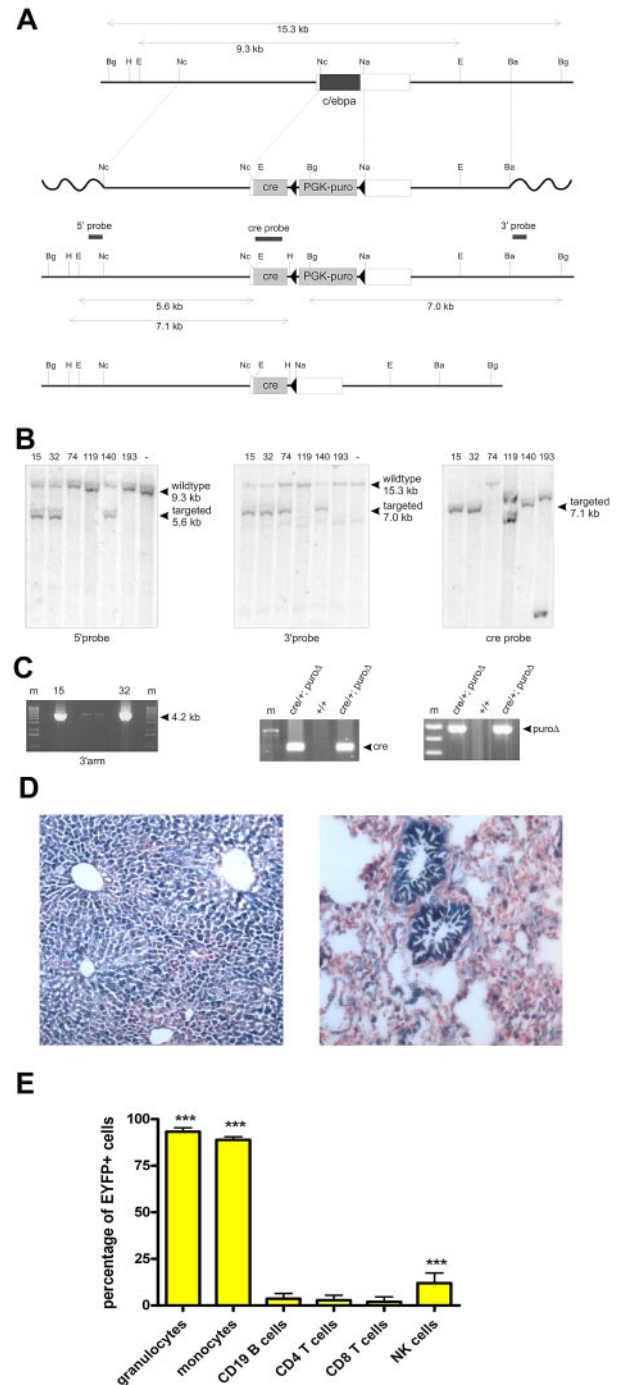 A
15.3 kb
9.3 kb
Bg H E Nc Nc Na E Ba Bg
c/ebpa
Nc Nc E Bg Na E Ba
cre PGK-puro
5' probe cre probe 3' probe
Bg H E Nc Nc E H Bg Na E Ba Bg
cre PGK-puro
5.6 kb 7.0 kb
7.1 kb
Bg H E Nc Nc E H Na E Ba Bg
cre
B
15 32 74 119 140 193 -
wildtype
9.3 kb
targeted
5.6 kb
5'probe
15 32 74 119 140 193 -
wildtype
15.3 kb
targeted
7.0 kb
3'probe
15 32 74 119 140 193
targeted
7.1 kb
cre probe
C
m 15 32 m
4.2 kb
3'arm
m cre/+; puroΔ +/+ cre/+; puroΔ
cre
m cre/+; puroΔ +/+ cre/+; puroΔ
puroΔ
D
E
percentage of EYFP+ cells
100
75
50
25
0
*** *** ***
granulocytes
monocytes
CD19 B cells
CD4 T cells
CD8 T cells
NK cells